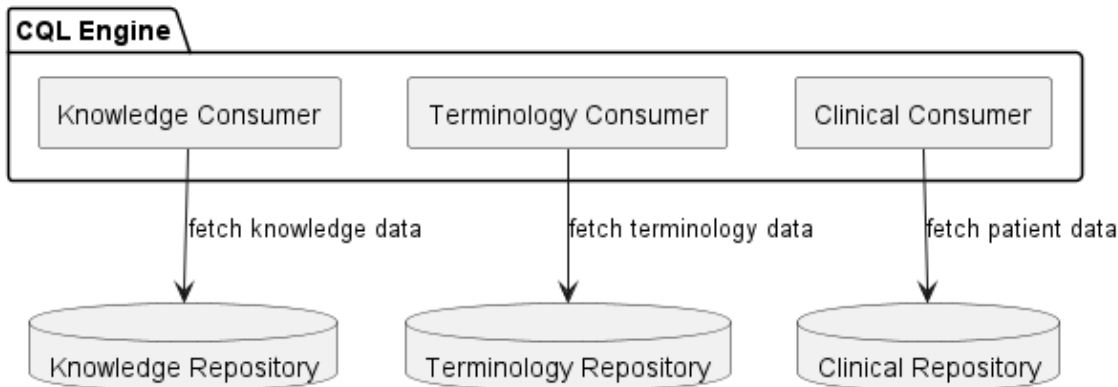 CQL Engine
Knowledge Consumer
Terminology Consumer
Clinical Consumer
fetch knowledge data
fetch terminology data
fetch patient data
Knowledge Repository
Terminology Repository
Clinical Repository